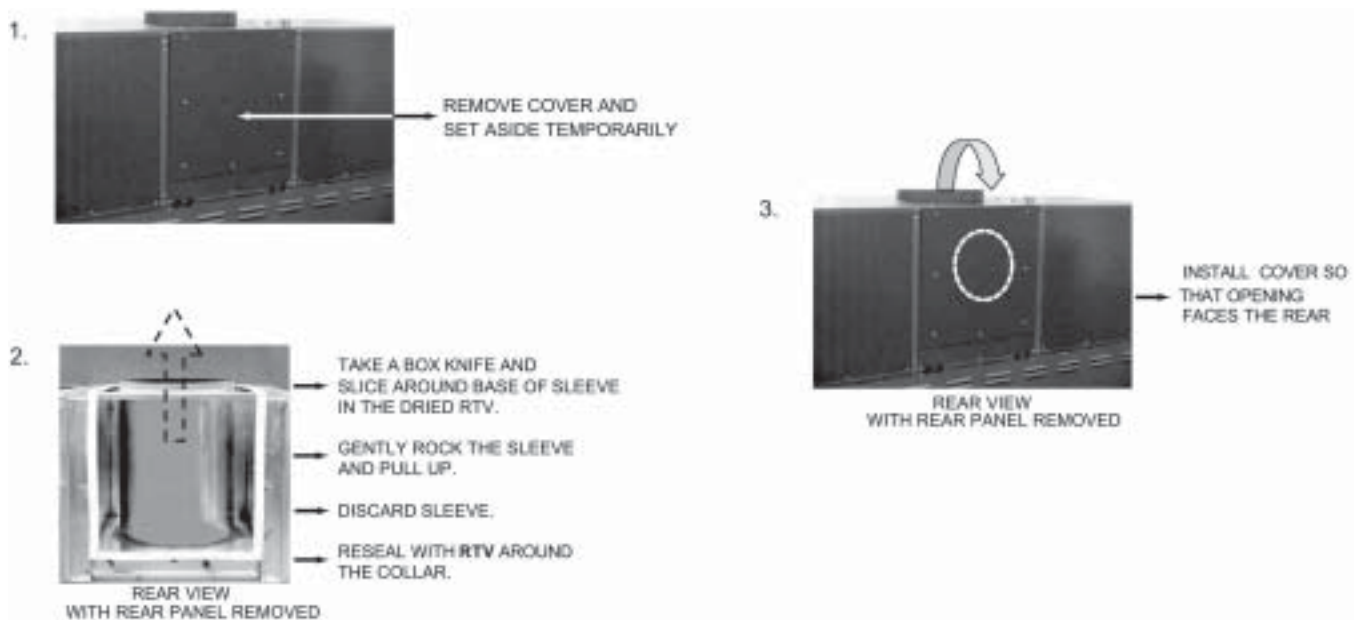 1.
REMOVE COVER AND
SET ASIDE TEMPORARILY
2.
TAKE A BOX KNIFE AND
SLICE AROUND BASE OF SLEEVE
IN THE DRIED RTV.
GENTLY ROCK THE SLEEVE
AND PULL UP.
DISCARD SLEEVE.
RESEAL WITH RTV AROUND
THE COLLAR.
REAR VIEW
WITH REAR PANEL REMOVED
3.
INSTALL COVER SO
THAT OPENING
FACES THE REAR
REAR VIEW
WITH REAR PANEL REMOVED